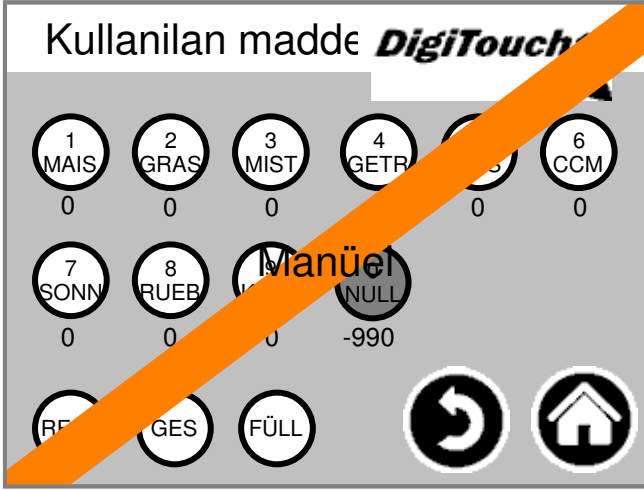 Kullanilan madde DigiTouch
1 2 3 4 6
MAIS GRAS MIST GETR CCM
0 0 0 0 0
7 8 Manüel
SONN RUEB NULL
0 0 0 -990
GES FÜLL